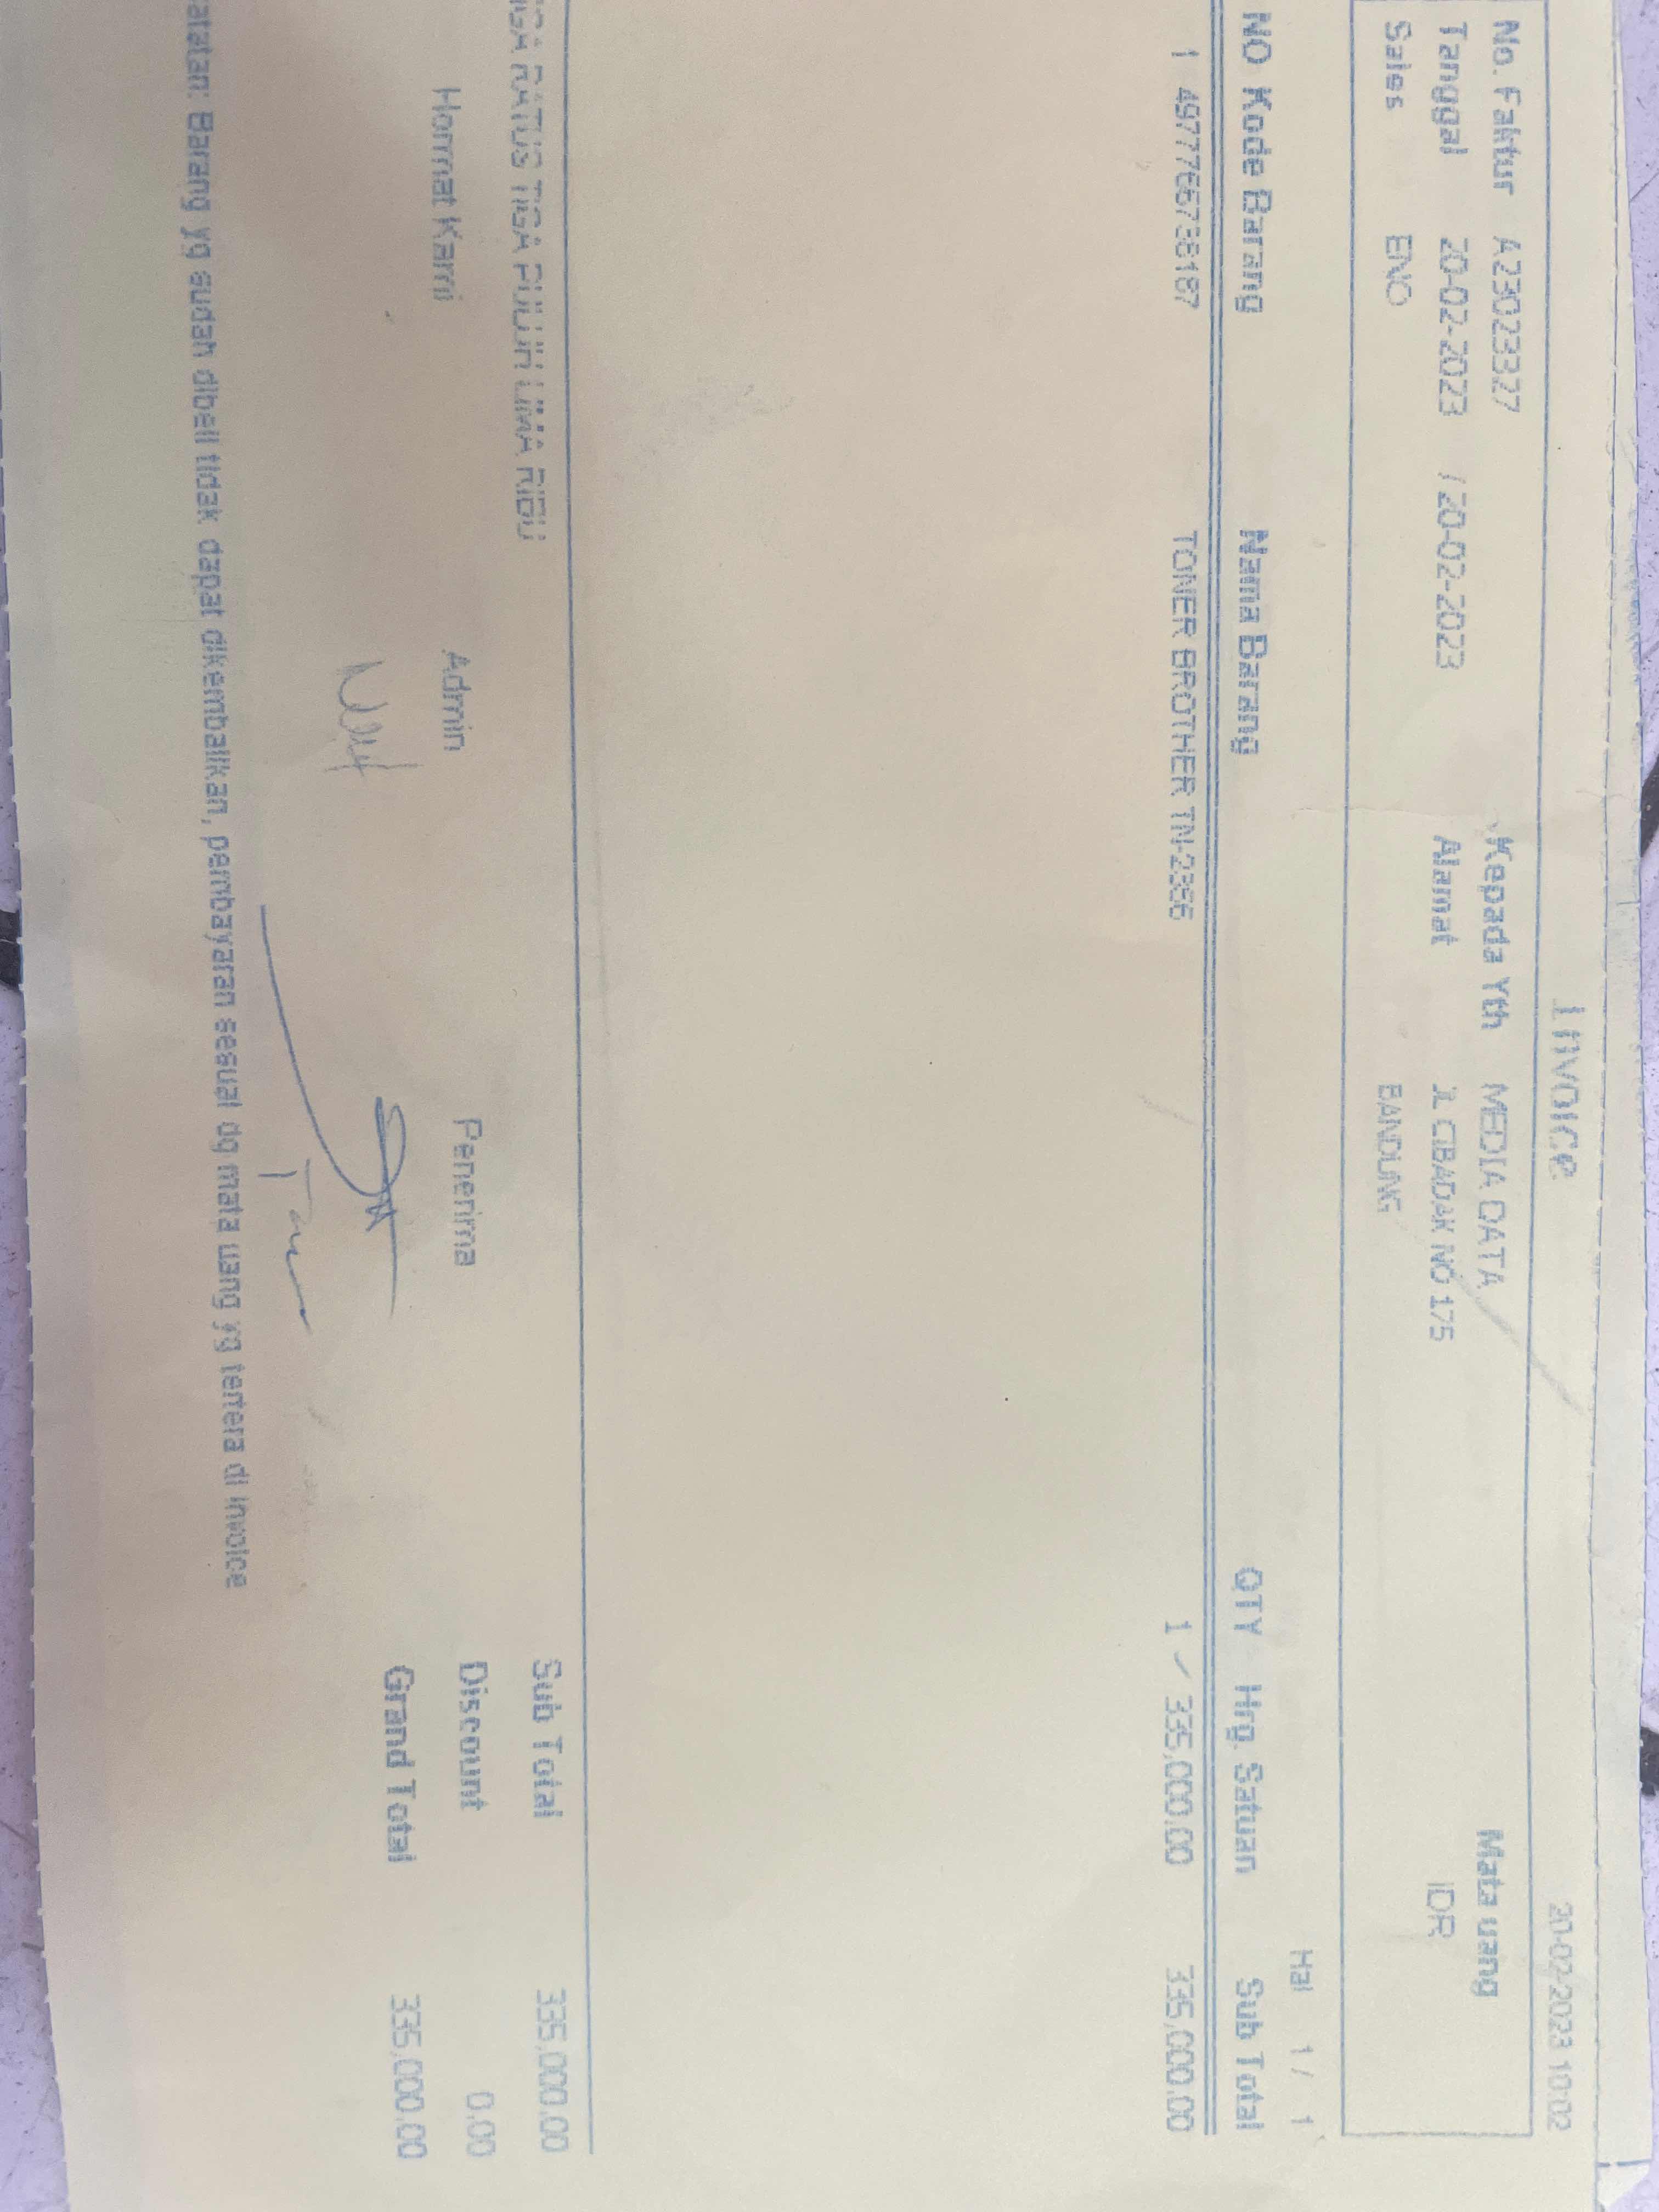 Invoice
20-02-2023 10:02
No. Faktur A23023327 Kepada Yth MEDIA DATA Mata uang
Tanggal 20-02-2023 / 20-02-2023 Alamat JL CIBADAK NO 175 IDR
Sales ENO BANDUNG
Hal 1 / 1
NO Kode Barang Nama Barang QTY Hrg. Satuan Sub Total
1 4977766736187 TONER BROTHER TN-2356 1 335,000.00 335,000.00
RATUS TIGA PULUH LIMA RIBU Sub Total 335,000.00
Hormat Kami Admin Penerima Discount 0.00
Grand Total 335,000.00
atatan: Barang yg sudah dibeli tidak dapat dikembalikan, pembayaran sesuai dg mata uang yg tertera di invoice